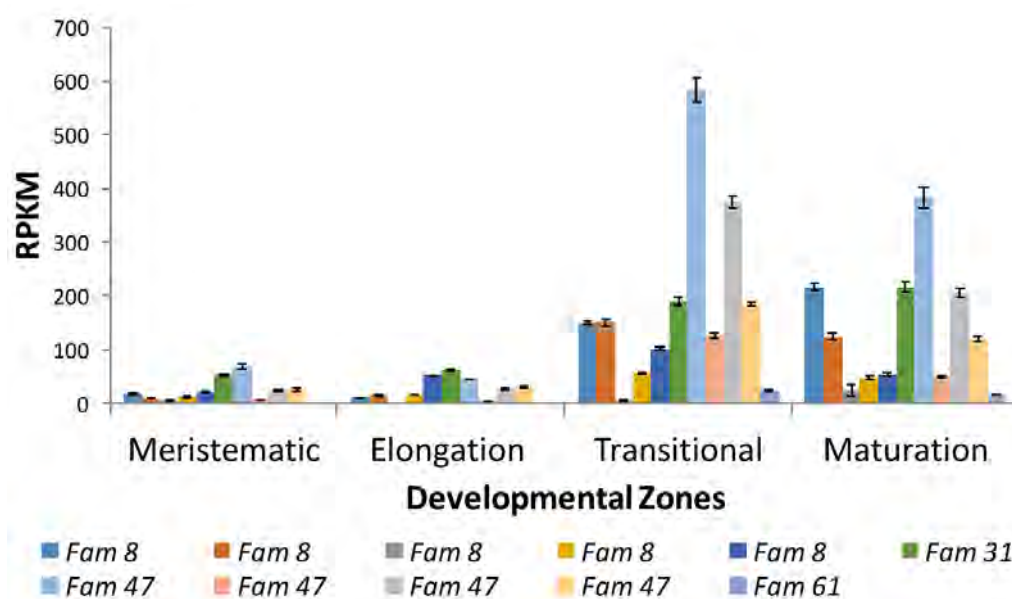 700
600
500
400
300
200
100
0
RPKM
Meristematic Elongation Transitional Maturation
Developmental Zones
Fam 8 Fam 8 Fam 8 Fam 8 Fam 8 Fam 31
Fam 47 Fam 47 Fam 47 Fam 47 Fam 61